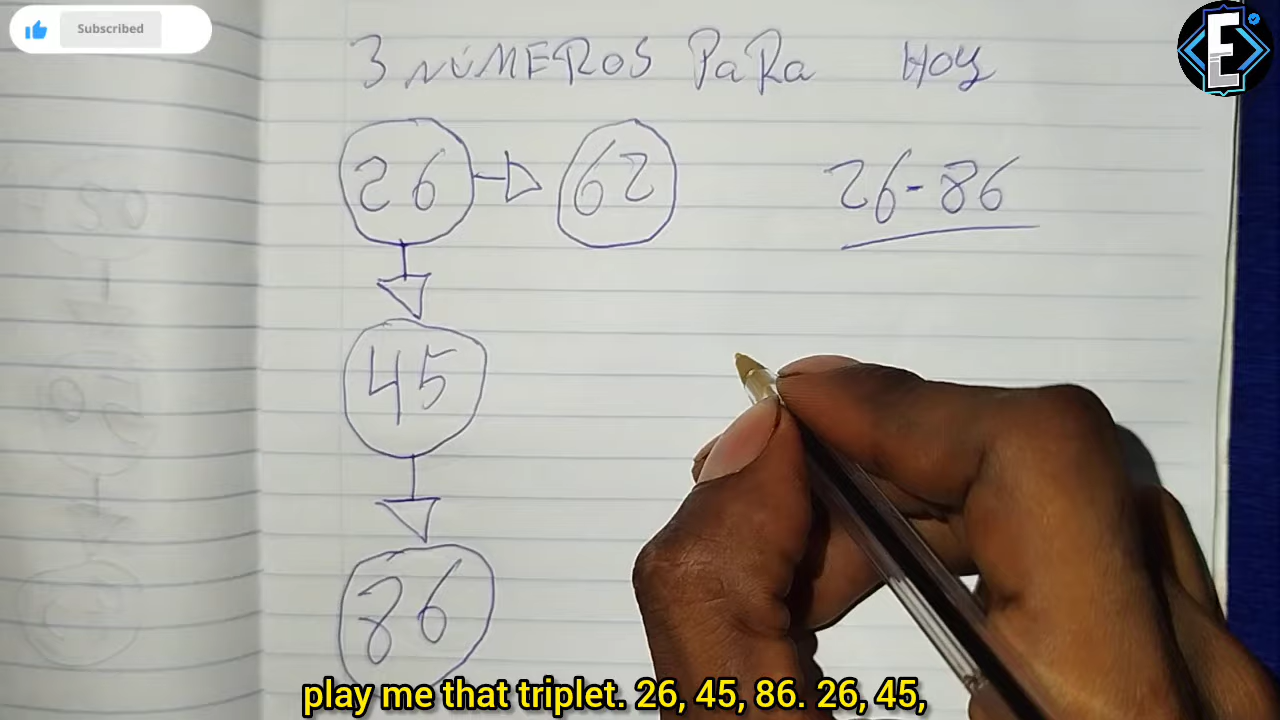 Subscribed
E
3 NÚMEROS PaRa HOY
26 62 26-86
45
86
play me that triplet. 26, 45, 86. 26, 45,